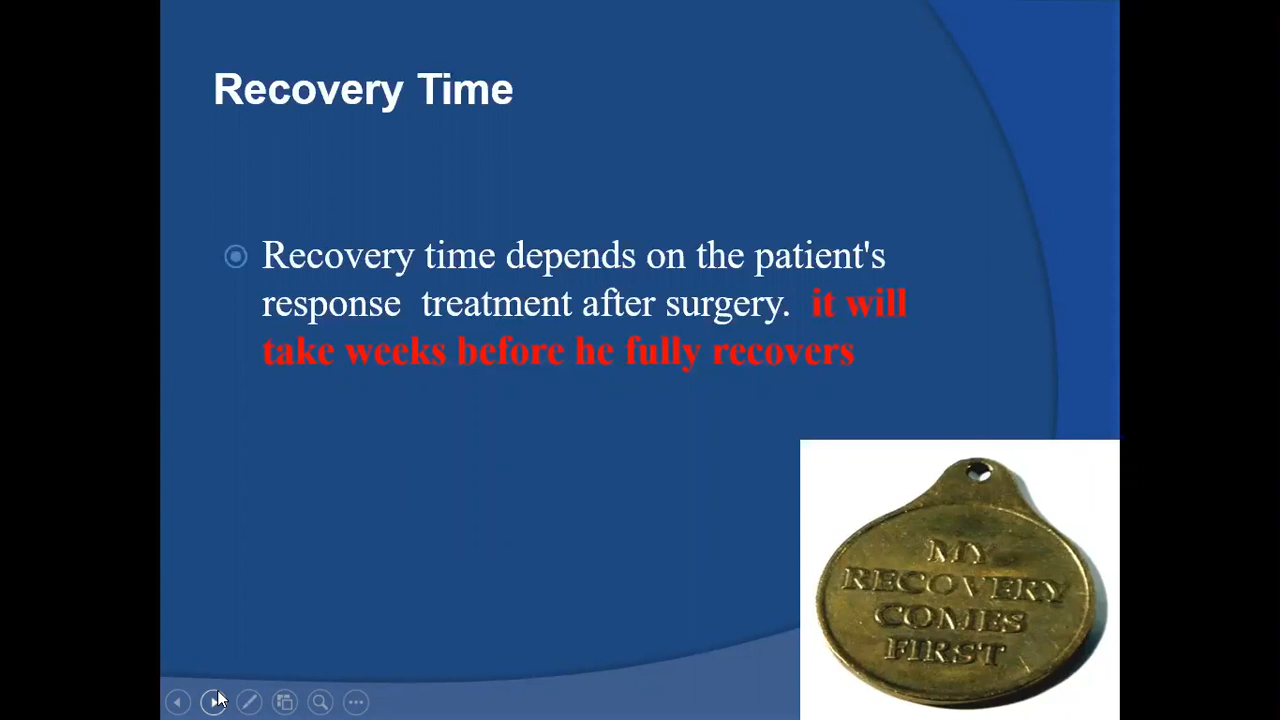 Recovery Time
Recovery time depends on the patient's
response  treatment after surgery.  it will
take weeks before he fully recovers
MY
RECOVERY
COMES
FIRST